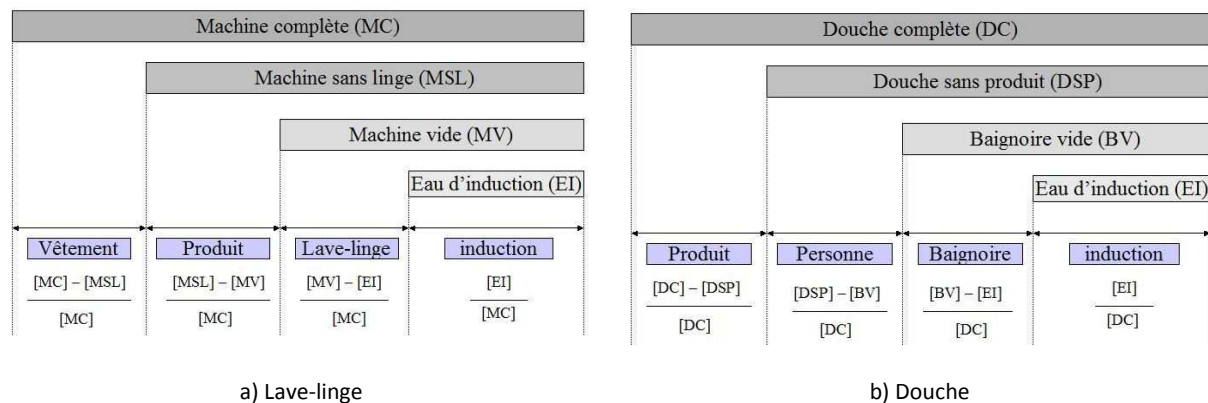 Machine complète (MC)
Machine sans linge (MSL)
Machine vide (MV)
Eau d'induction (EI)
Vêtement
Produit
Lave-linge
induction
[MC] – [MSL]
[MC]
[MSL] – [MV]
[MC]
[MV] – [EI]
[MC]
[EI]
[MC]
a) Lave-linge
Douche complète (DC)
Douche sans produit (DSP)
Baignoire vide (BV)
Eau d'induction (EI)
Produit
Personne
Baignoire
induction
[DC] – [DSP]
[DC]
[DSP] – [BV]
[DC]
[BV] – [EI]
[DC]
[EI]
[DC]
b) Douche